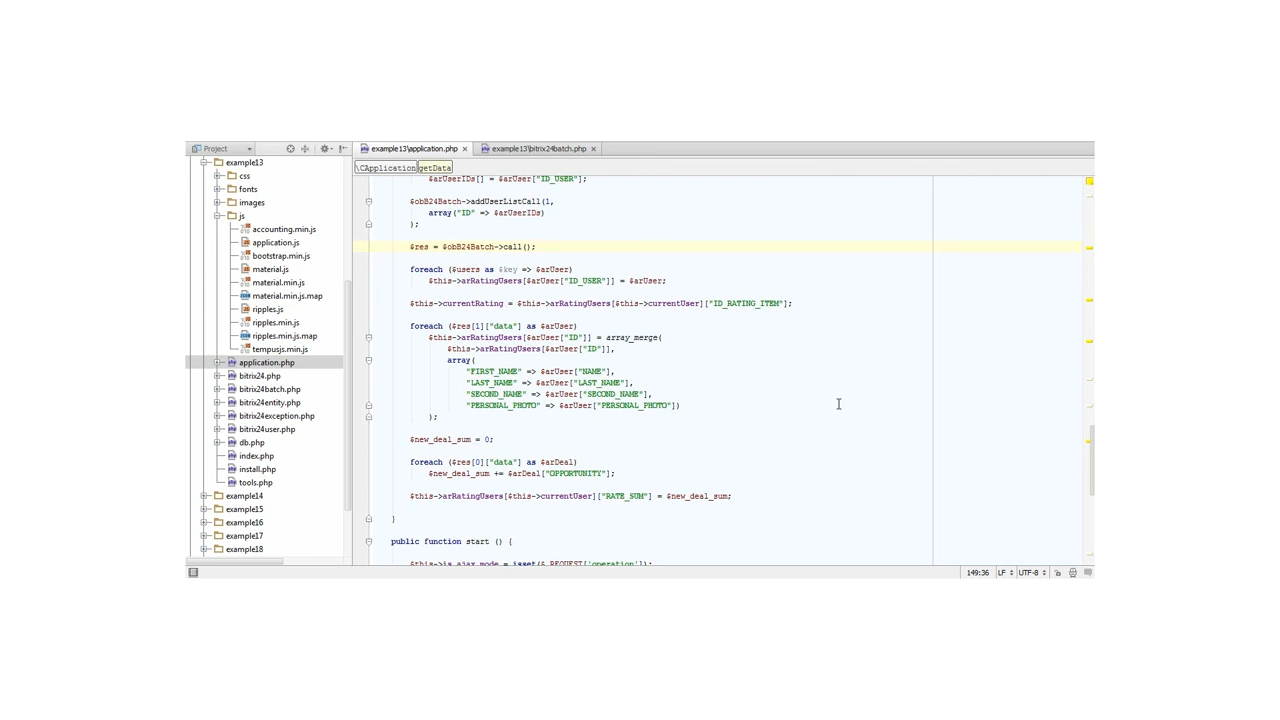 Project
example13\application.php
example13\bitrix24batch.php
\CApplication getData
example13
css
fonts
images
js
accounting.min.js
application.js
bootstrap.min.js
material.js
material.min.js
material.min.js.map
ripples.js
ripples.min.js
ripples.min.js.map
tempusjs.min.js
application.php
bitrix24.php
bitrix24batch.php
bitrix24entity.php
bitrix24exception.php
bitrix24user.php
db.php
index.php
install.php
tools.php
example14
example15
example16
example17
example18
$arUserIDs[] = $arUser["ID_USER"];
$obB24Batch->addUserListCall(1,
array("ID" => $arUserIDs)
);
$res = $obB24Batch->call();
foreach ($users as $key => $arUser)
$this->arRatingUsers[$arUser["ID_USER"]] = $arUser;
$this->currentRating = $this->arRatingUsers[$this->currentUser]["ID_RATING_ITEM"];
foreach ($res[1]["data"] as $arUser)
$this->arRatingUsers[$arUser["ID"]] = array_merge(
$this->arRatingUsers[$arUser["ID"]],
array(
"FIRST_NAME" => $arUser["NAME"],
"LAST_NAME" => $arUser["LAST_NAME"],
"SECOND_NAME" => $arUser["SECOND_NAME"],
"PERSONAL_PHOTO" => $arUser["PERSONAL_PHOTO"])
);
$new_deal_sum = 0;
foreach ($res[0]["data"] as $arDeal)
$new_deal_sum += $arDeal["OPPORTUNITY"];
$this->arRatingUsers[$this->currentUser]["RATE_SUM"] = $new_deal_sum;
}
public function start () {
$this->is_ajax_mode = isset($_REQUEST['operation']);
149:36 LF UTF-8